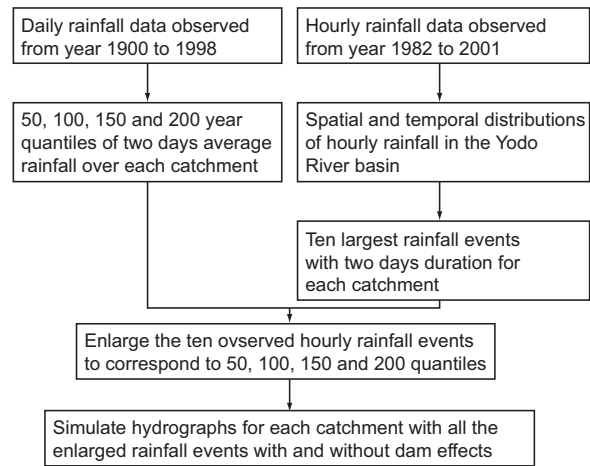 Daily rainfall data observed
from year 1900 to 1998
Hourly rainfall data observed
from year 1982 to 2001
50, 100, 150 and 200 year
quantiles of two days average
rainfall over each catchment
Spatial and temporal distributions
of hourly rainfall in the Yodo
River basin
Ten largest rainfall events
with two days duration for
each catchment
Enlarge the ten ovserved hourly rainfall events
to correspond to 50, 100, 150 and 200 quantiles
Simulate hydrographs for each catchment with all the
enlarged rainfall events with and without dam effects